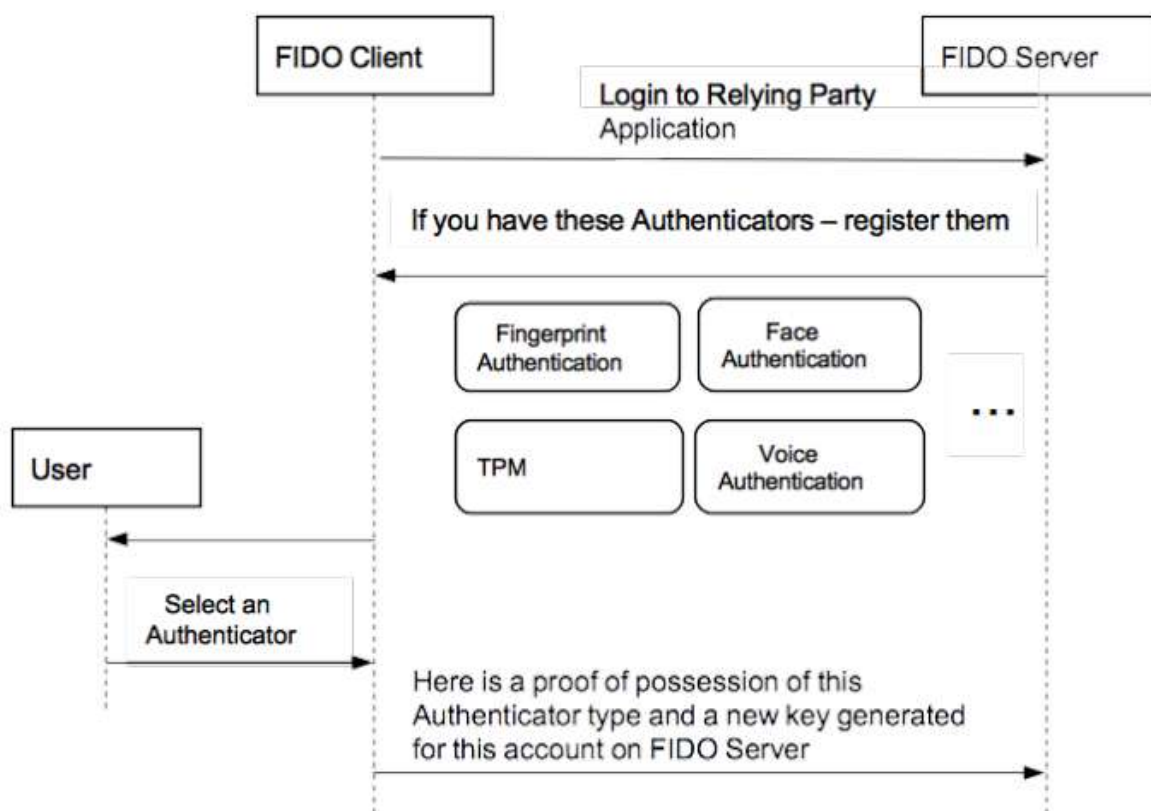 FIDO Client
FIDO Server
Login to Relying Party
Application
If you have these Authenticators – register them
Fingerprint
Authentication
Face
Authentication
...
TPM
Voice
Authentication
User
Select an
Authenticator
Here is a proof of possession of this
Authenticator type and a new key generated
for this account on FIDO Server